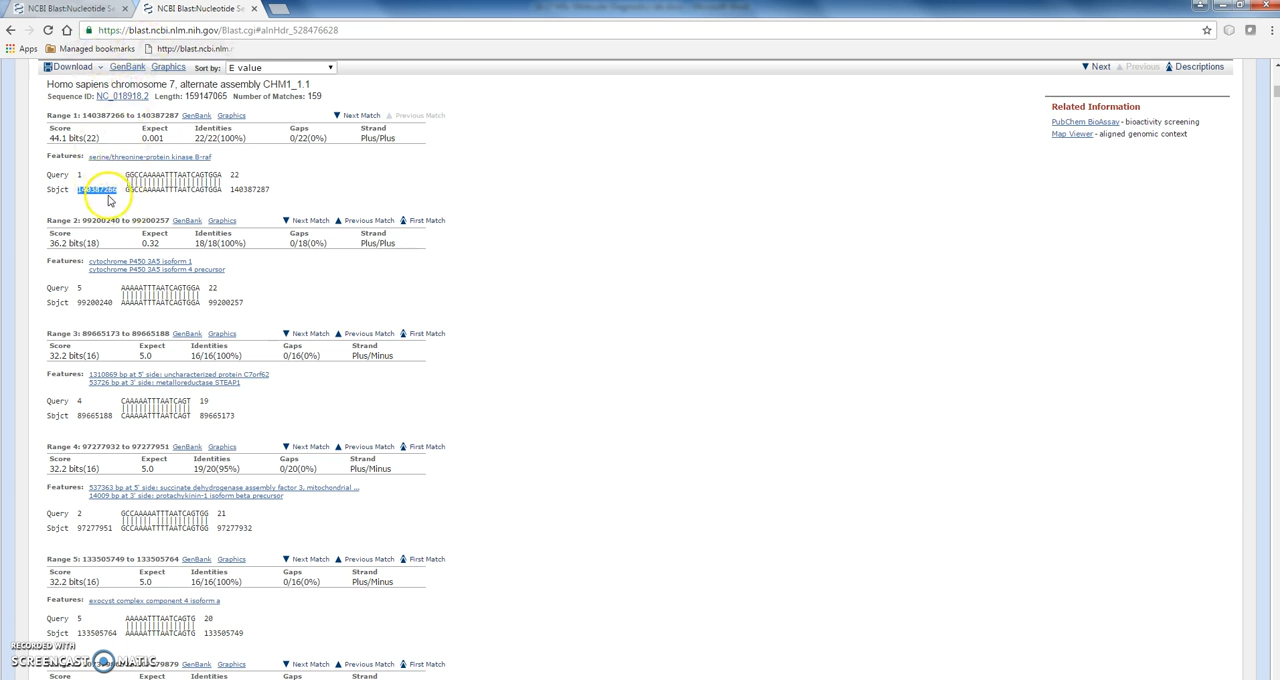 NCBI Blast:Nucleotide Se
NCBI Blast:Nucleotide Se
https://blast.ncbi.nlm.nih.gov/Blast.cgi#alnHdr_528476628
Apps Managed bookmarks http://blast.ncbi.nlm.n
Download GenBank Graphics Sort by: E value Next Previous Descriptions
Homo sapiens chromosome 7, alternate assembly CHM1_1.1
Sequence ID: NC_018918.2 Length: 159147065 Number of Matches: 159
Related Information
PubChem BioAssay - bioactivity screening
Map Viewer - aligned genomic context
Range 1: 140387266 to 140387287 GenBank Graphics Next Match Previous Match
Score Expect Identities Gaps Strand
44.1 bits(22) 0.001 22/22(100%) 0/22(0%) Plus/Plus
Features: serine/threonine-protein kinase B-raf
Query 1 GGCCAAAAATTTAATCAGTGGA 22
Sbjct 140387266 GGCCAAAAATTTAATCAGTGGA 140387287
Range 2: 99200240 to 99200257 GenBank Graphics Next Match Previous Match First Match
Score Expect Identities Gaps Strand
36.2 bits(18) 0.32 18/18(100%) 0/18(0%) Plus/Plus
Features: cytochrome P450 3A5 isoform 1
cytochrome P450 3A5 isoform 4 precursor
Query 5 AAAAATTTAATCAGTGGA 22
Sbjct 99200240 AAAAATTTAATCAGTGGA 99200257
Range 3: 89665173 to 89665188 GenBank Graphics Next Match Previous Match First Match
Score Expect Identities Gaps Strand
32.2 bits(16) 5.0 16/16(100%) 0/16(0%) Plus/Minus
Features: 1310869 bp at 5' side: uncharacterized protein C7orf62
53726 bp at 3' side: metalloreductase STEAP1
Query 4 CAAAAATTTAATCAGT 19
Sbjct 89665188 CAAAAATTTAATCAGT 89665173
Range 4: 97277932 to 97277951 GenBank Graphics Next Match Previous Match First Match
Score Expect Identities Gaps Strand
32.2 bits(16) 5.0 19/20(95%) 0/20(0%) Plus/Minus
Features: 537363 bp at 5' side: succinate dehydrogenase assembly factor 3, mitochondrial ...
14009 bp at 3' side: protachykinin-1 isoform beta precursor
Query 2 GCCAAAAATTTAATCAGTGG 21
Sbjct 97277951 GCCAAAATTTTAATCAGTGG 97277932
Range 5: 133505749 to 133505764 GenBank Graphics Next Match Previous Match First Match
Score Expect Identities Gaps Strand
32.2 bits(16) 5.0 16/16(100%) 0/16(0%) Plus/Minus
Features: exocyst complex component 4 isoform a
Query 5 AAAAATTTAATCAGTG 20
Sbjct 133505764 AAAAATTTAATCAGTG 133505749
RECORDED WITH
SCREENCAST MATIC
GenBank Graphics Next Match Previous Match First Match
Score Expect Identities Gaps Strand